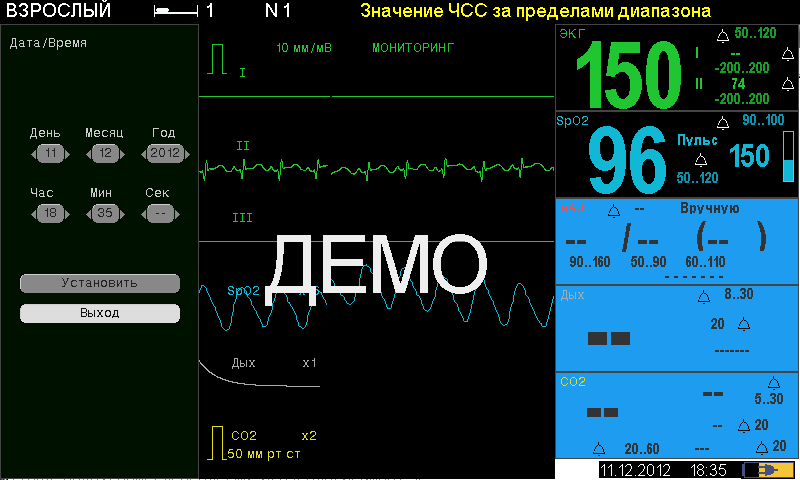 ВЗРОСЛЫЙ 1 N 1 Значение ЧСС за пределами диапазона
Дата/Время
День Месяц Год
11 12 2012
Час Мин Сек
18 35 --
Установить
Выход
10 мм/мВ МОНИТОРИНГ
I
II
III
ДЕМО
SpO2
Дых x1
CO2 x2
50 мм рт ст
ЭКГ 50..120
150
I --
-200..200
II 74
-200..200
SpO2 90..100
96
Пульс 150
50..120
-- Вручную
-- / -- ( -- )
90..160 50..90 60..110
- - - - - - -
Дых 8..30
-- 20
-------
CO2 --
5..30
-- -- 20
20..60 --- 20
11.12.2012 18:35